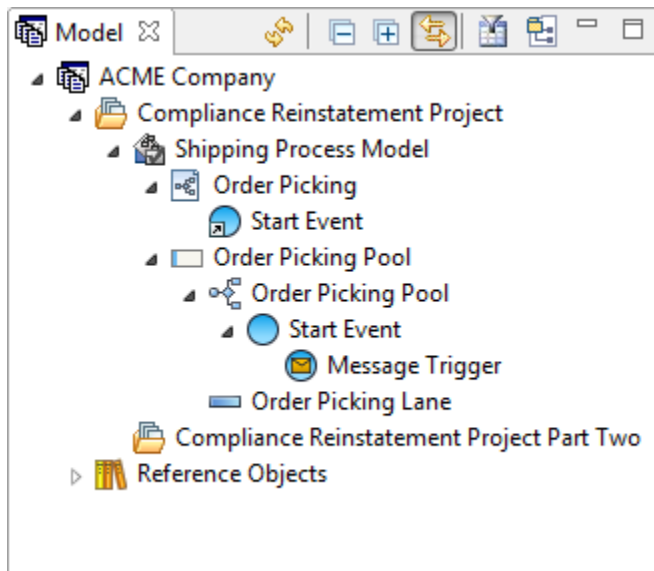 Model
ACME Company
Compliance Reinstatement Project
Shipping Process Model
Order Picking
Start Event
Order Picking Pool
Order Picking Pool
Start Event
Message Trigger
Order Picking Lane
Compliance Reinstatement Project Part Two
Reference Objects